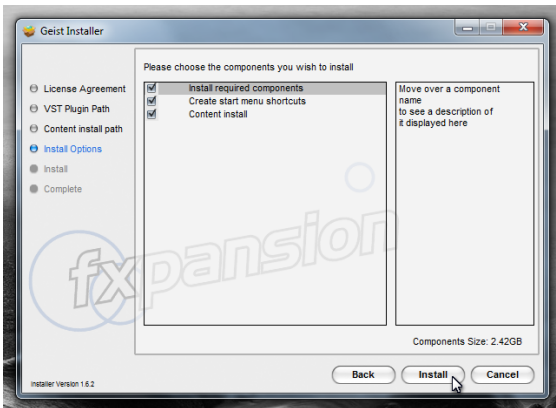 Geist Installer
Please choose the components you wish to install
License Agreement
VST Plugin Path
Content install path
Install Options
Install
Complete
Install required components
Create start menu shortcuts
Content install
Move over a component
name
to see a description of
it displayed here
fxpansion
Components Size: 2.42GB
Installer Version 1.6.2
Back
Install
Cancel